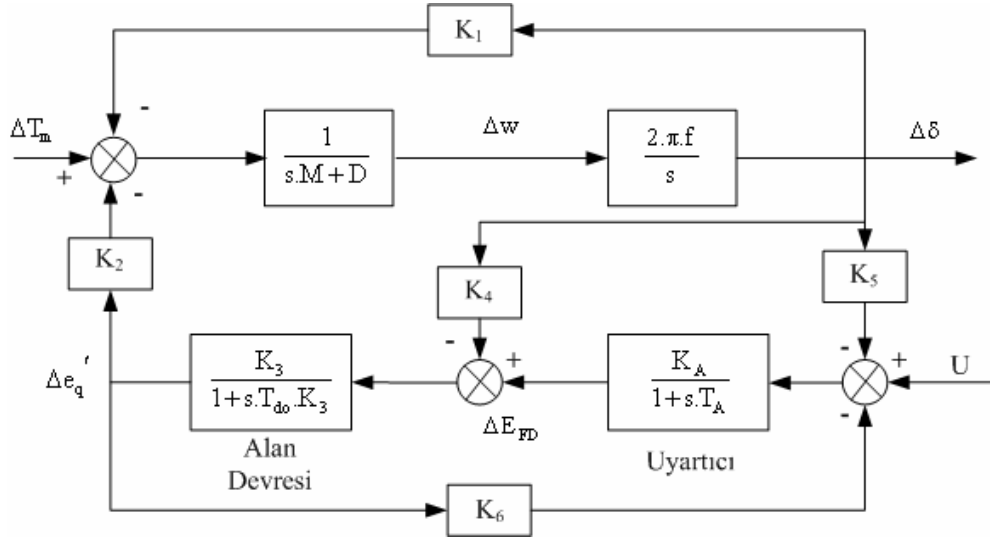 K₁
-
ΔTₘ
+
-
1
s.M+D
Δw
2.π.f
s
Δδ
K₂
K₄
K₅
-
+
-
+
-
U
Δe_q′
K₃
1+s.T_do.K₃
K_A
1+s.T_A
ΔE_FD
Alan
Devresi
Uyartıcı
K₆